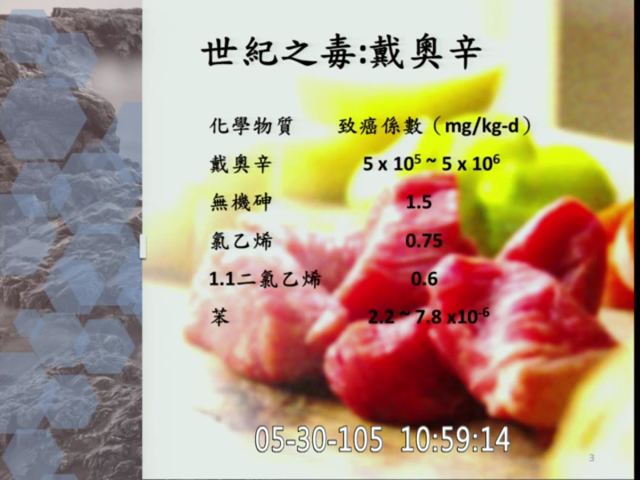 世紀之毒:戴奧辛
化學物質 致癌係數（mg/kg-d）
戴奧辛 5 x 10⁵ ~ 5 x 10⁶
無機砷 1.5
氯乙烯 0.75
1.1二氯乙烯 0.6
苯 2.2 ~ 7.8 x10⁻⁶
05-30-105 10:59:14
3